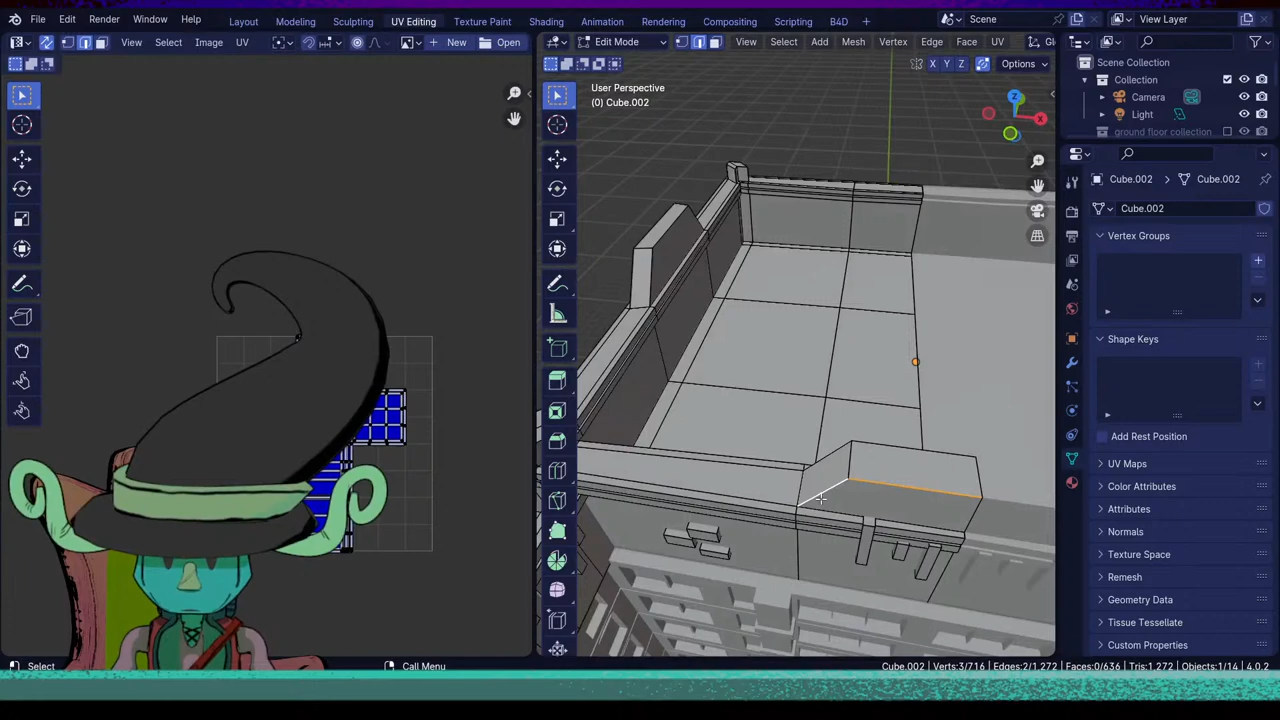 File Edit Render Window Help Layout Modeling Sculpting UV Editing Texture Paint Shading Animation Rendering Compositing Scripting B4D + Scene View Layer
View Select Image UV New Open
Edit Mode View Select Add Mesh Vertex Edge Face UV
X Y Z Options
User Perspective
(0) Cube.002
Z
X
Scene Collection
Collection
Camera
Light
ground floor collection
Cube.002 > Cube.002
Cube.002
Vertex Groups
Shape Keys
Add Rest Position
UV Maps
Color Attributes
Attributes
Normals
Texture Space
Remesh
Geometry Data
Tissue Tessellate
Custom Properties
Select Call Menu Cube.002 | Verts:3/716 | Edges:2/1,272 | Faces:0/636 | Tris:1,272 | Objects:1/14 | 4.0.2